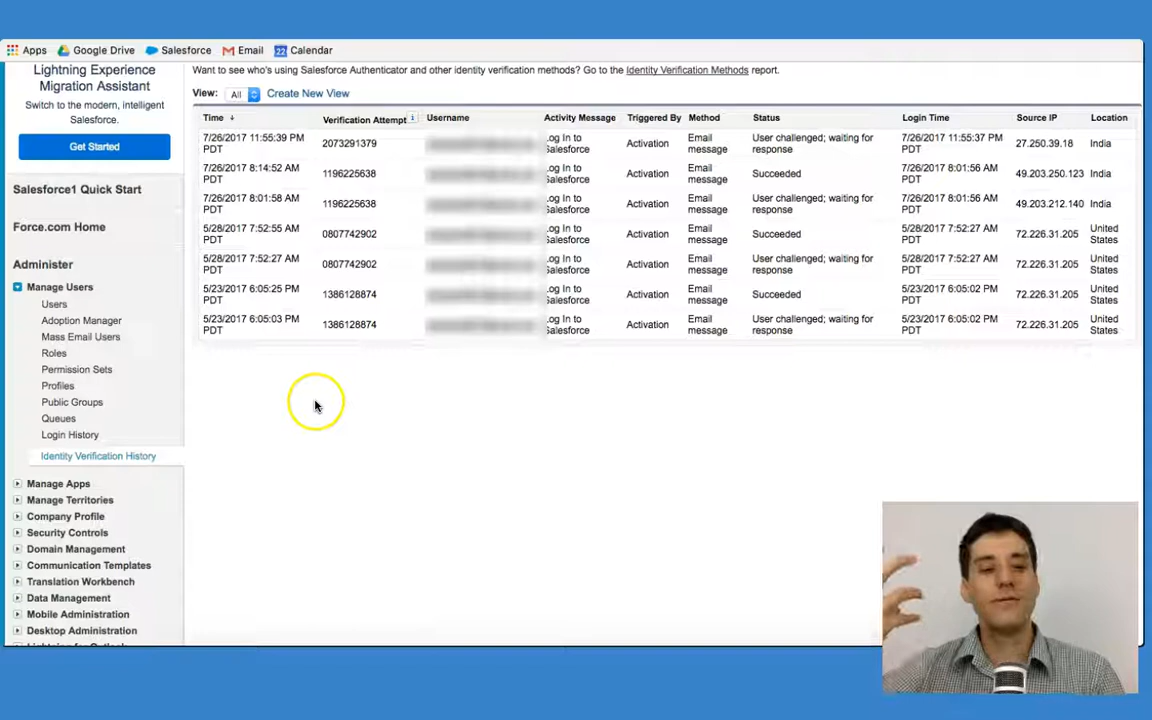 Apps Google Drive Salesforce Email 22 Calendar
Lightning Experience
Migration Assistant
Switch to the modern, intelligent
Salesforce.
Get Started
Salesforce1 Quick Start
Force.com Home
Administer
Manage Users
Users
Adoption Manager
Mass Email Users
Roles
Permission Sets
Profiles
Public Groups
Queues
Login History
Identity Verification History
Manage Apps
Manage Territories
Company Profile
Security Controls
Domain Management
Communication Templates
Translation Workbench
Data Management
Mobile Administration
Desktop Administration
Lightning for Outlook
Want to see who's using Salesforce Authenticator and other identity verification methods? Go to the Identity Verification Methods report.
View: All Create New View
Time Verification Attempt i Username Activity Message Triggered By Method Status Login Time Source IP Location
7/26/2017 11:55:39 PM PDT 2073291379 Log In to Salesforce Activation Email message User challenged; waiting for response 7/26/2017 11:55:37 PM PDT 27.250.39.18 India
7/26/2017 8:14:52 AM PDT 1196225638 Log In to Salesforce Activation Email message Succeeded 7/26/2017 8:01:56 AM PDT 49.203.250.123 India
7/26/2017 8:01:58 AM PDT 1196225638 Log In to Salesforce Activation Email message User challenged; waiting for response 7/26/2017 8:01:56 AM PDT 49.203.212.140 India
5/28/2017 7:52:55 AM PDT 0807742902 Log In to Salesforce Activation Email message Succeeded 5/28/2017 7:52:27 AM PDT 72.226.31.205 United States
5/28/2017 7:52:27 AM PDT 0807742902 Log In to Salesforce Activation Email message User challenged; waiting for response 5/28/2017 7:52:27 AM PDT 72.226.31.205 United States
5/23/2017 6:05:25 PM PDT 1386128874 Log In to Salesforce Activation Email message Succeeded 5/23/2017 6:05:02 PM PDT 72.226.31.205 United States
5/23/2017 6:05:03 PM PDT 1386128874 Log In to Salesforce Activation Email message User challenged; waiting for response 5/23/2017 6:05:02 PM PDT 72.226.31.205 United States